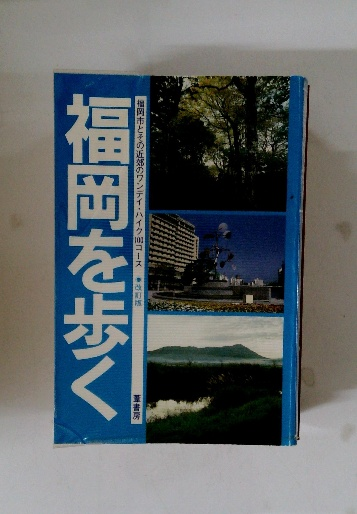 福岡を歩く
福岡市とその近郊のワンデイ・ハイク100コース
●改訂版
葦書房